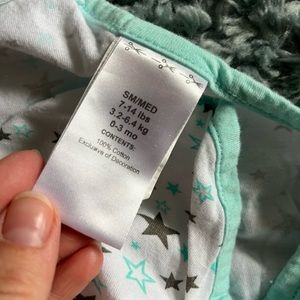 SM/MED
7-14 lbs
3.2-6.4 kg
0-3 mo
CONTENTS:
100% Cotton
Exclusive of Decoration